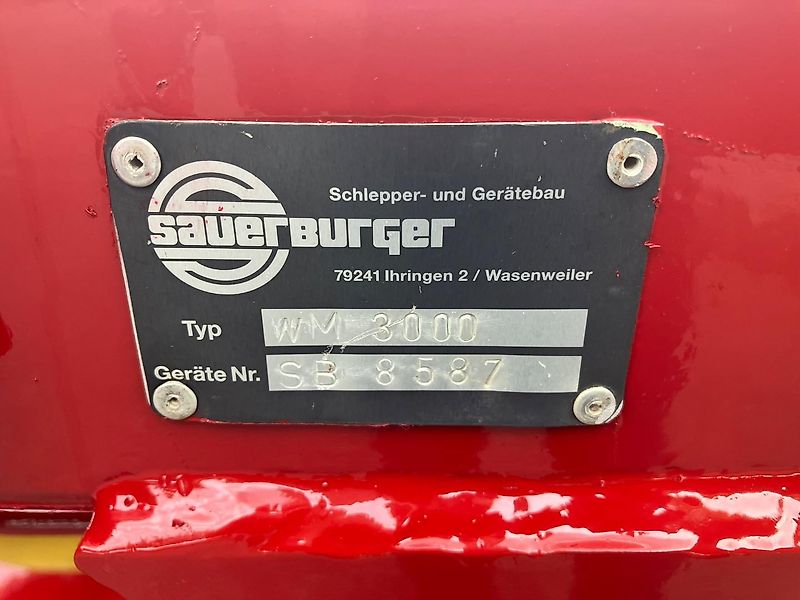 Schlepper- und Gerätebau
sauerburger
79241 Ihringen 2 / Wasenweiler
Typ WM 3000
Geräte Nr. SB 8587